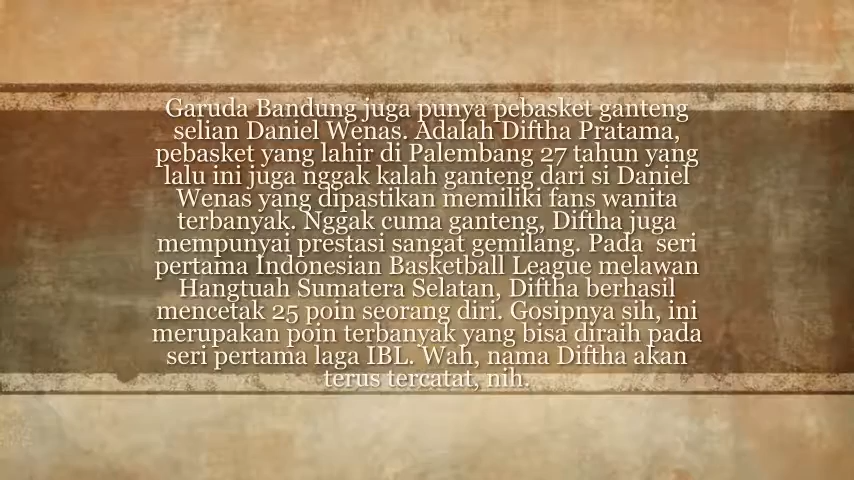 Garuda Bandung juga punya pebasket ganteng
selian Daniel Wenas. Adalah Diftha Pratama,
pebasket yang lahir di Palembang 27 tahun yang
lalu ini juga nggak kalah ganteng dari si Daniel
Wenas yang dipastikan memiliki fans wanita
terbanyak. Nggak cuma ganteng, Diftha juga
mempunyai prestasi sangat gemilang. Pada  seri
pertama Indonesian Basketball League melawan
Hangtuah Sumatera Selatan, Diftha berhasil
mencetak 25 poin seorang diri. Gosipnya sih, ini
merupakan poin terbanyak yang bisa diraih pada
seri pertama laga IBL. Wah, nama Diftha akan
terus tercatat, nih.